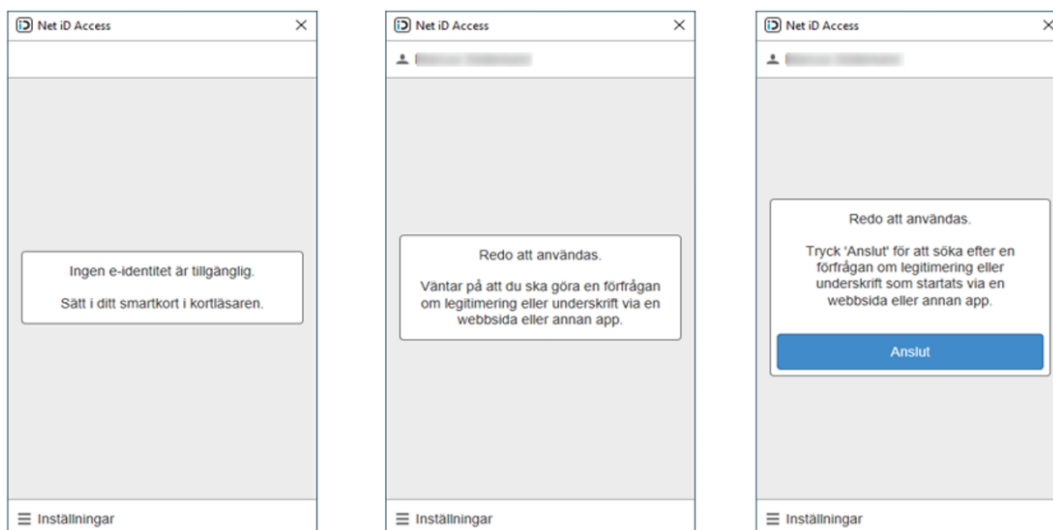 Net iD Access
Ingen e-identitet är tillgänglig.
Sätt i ditt smartkort i kortläsaren.
Inställningar
Net iD Access
Redo att användas.
Väntar på att du ska göra en förfrågan
om legitimering eller underskrift via en
webbsida eller annan app.
Inställningar
Net iD Access
Redo att användas.
Tryck 'Anslut' för att söka efter en
förfrågan om legitimering eller
underskrift som startats via en
webbsida eller annan app.
Anslut
Inställningar